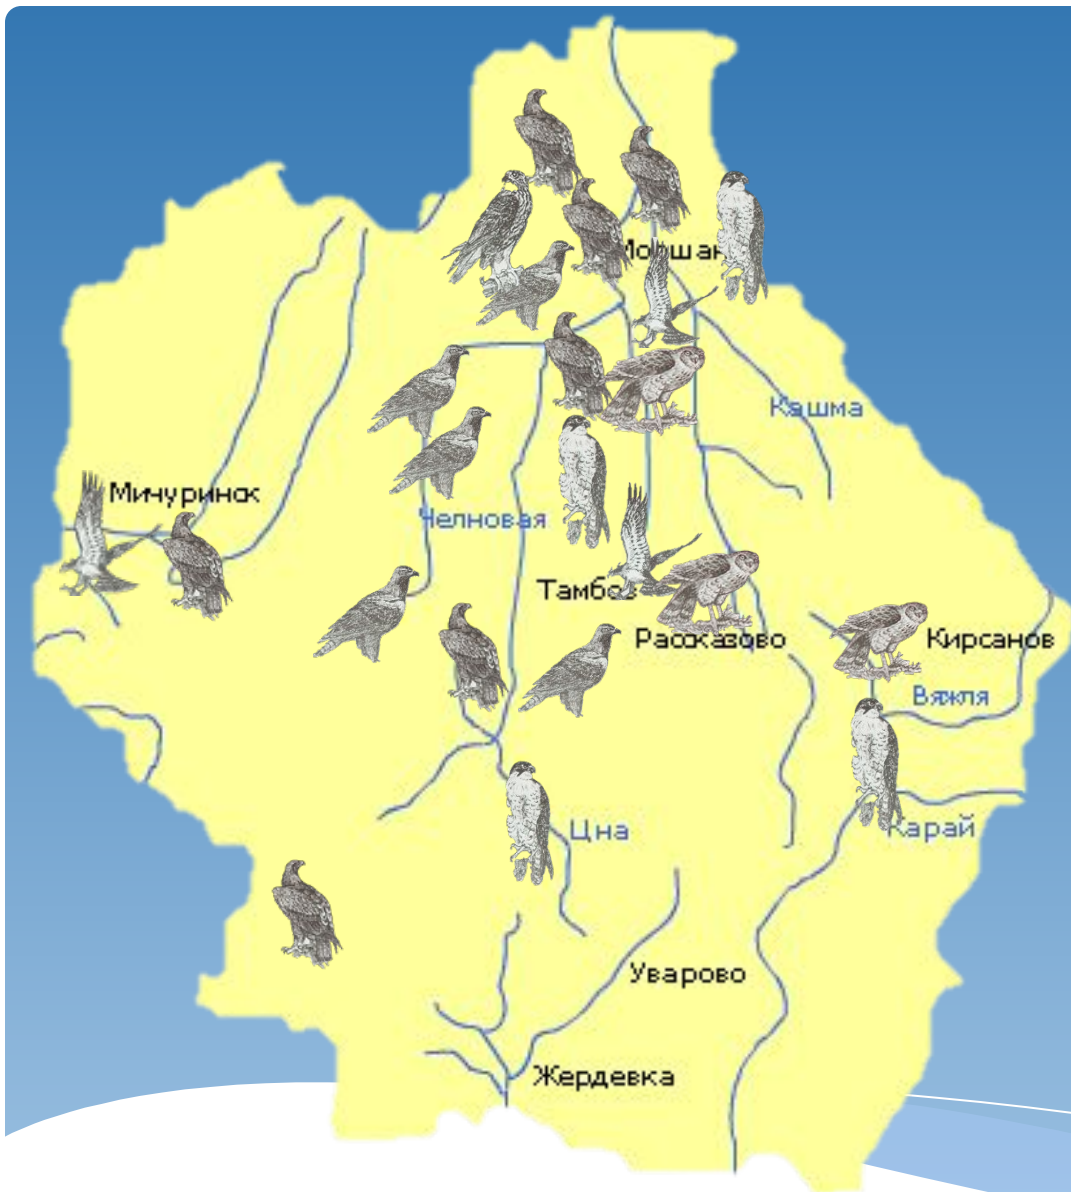 Кашма
Мичуринск
Челновая
Рассказово
Кирсанов
Вяжля
Цна
Карай
Уварово
Жердевка